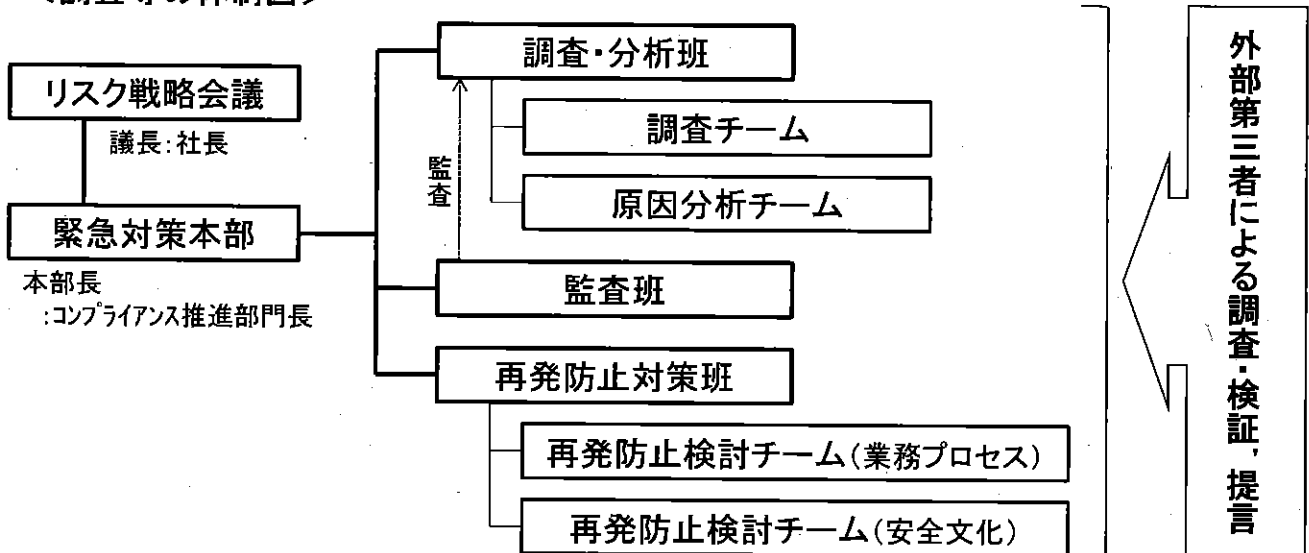 調査・分析班
リスク戦略会議
議長:社長
調査チーム
監査
原因分析チーム
緊急対策本部
本部長
:コンプライアンス推進部門長
監査班
再発防止対策班
再発防止検討チーム(業務プロセス)
再発防止検討チーム(安全文化)
外部第三者による調査・検証,提言